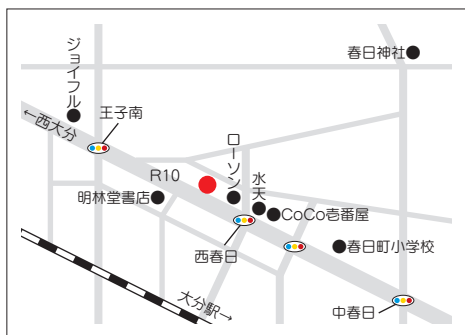 春日神社
ジョイフル
王子南
←西大分
R10
ローソン
水天
明林堂書店
CoCo壱番屋
西春日
春日町小学校
大分駅→
中春日